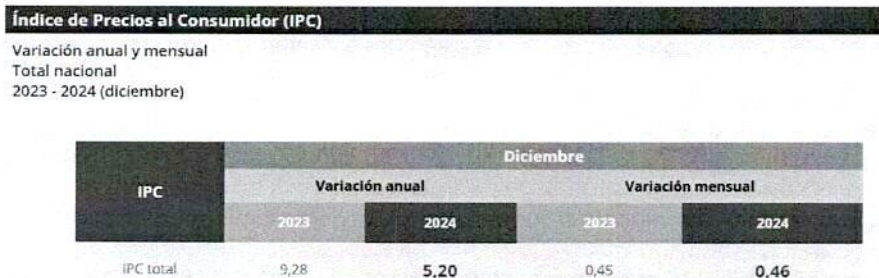 Índice de Precios al Consumidor (IPC)
Variación anual y mensual
Total nacional
2023 - 2024 (diciembre)
Diciembre
IPC
Variación anual
Variación mensual
2023
2024
2023
2024
IPC total
9,28
5,20
0,45
0,46